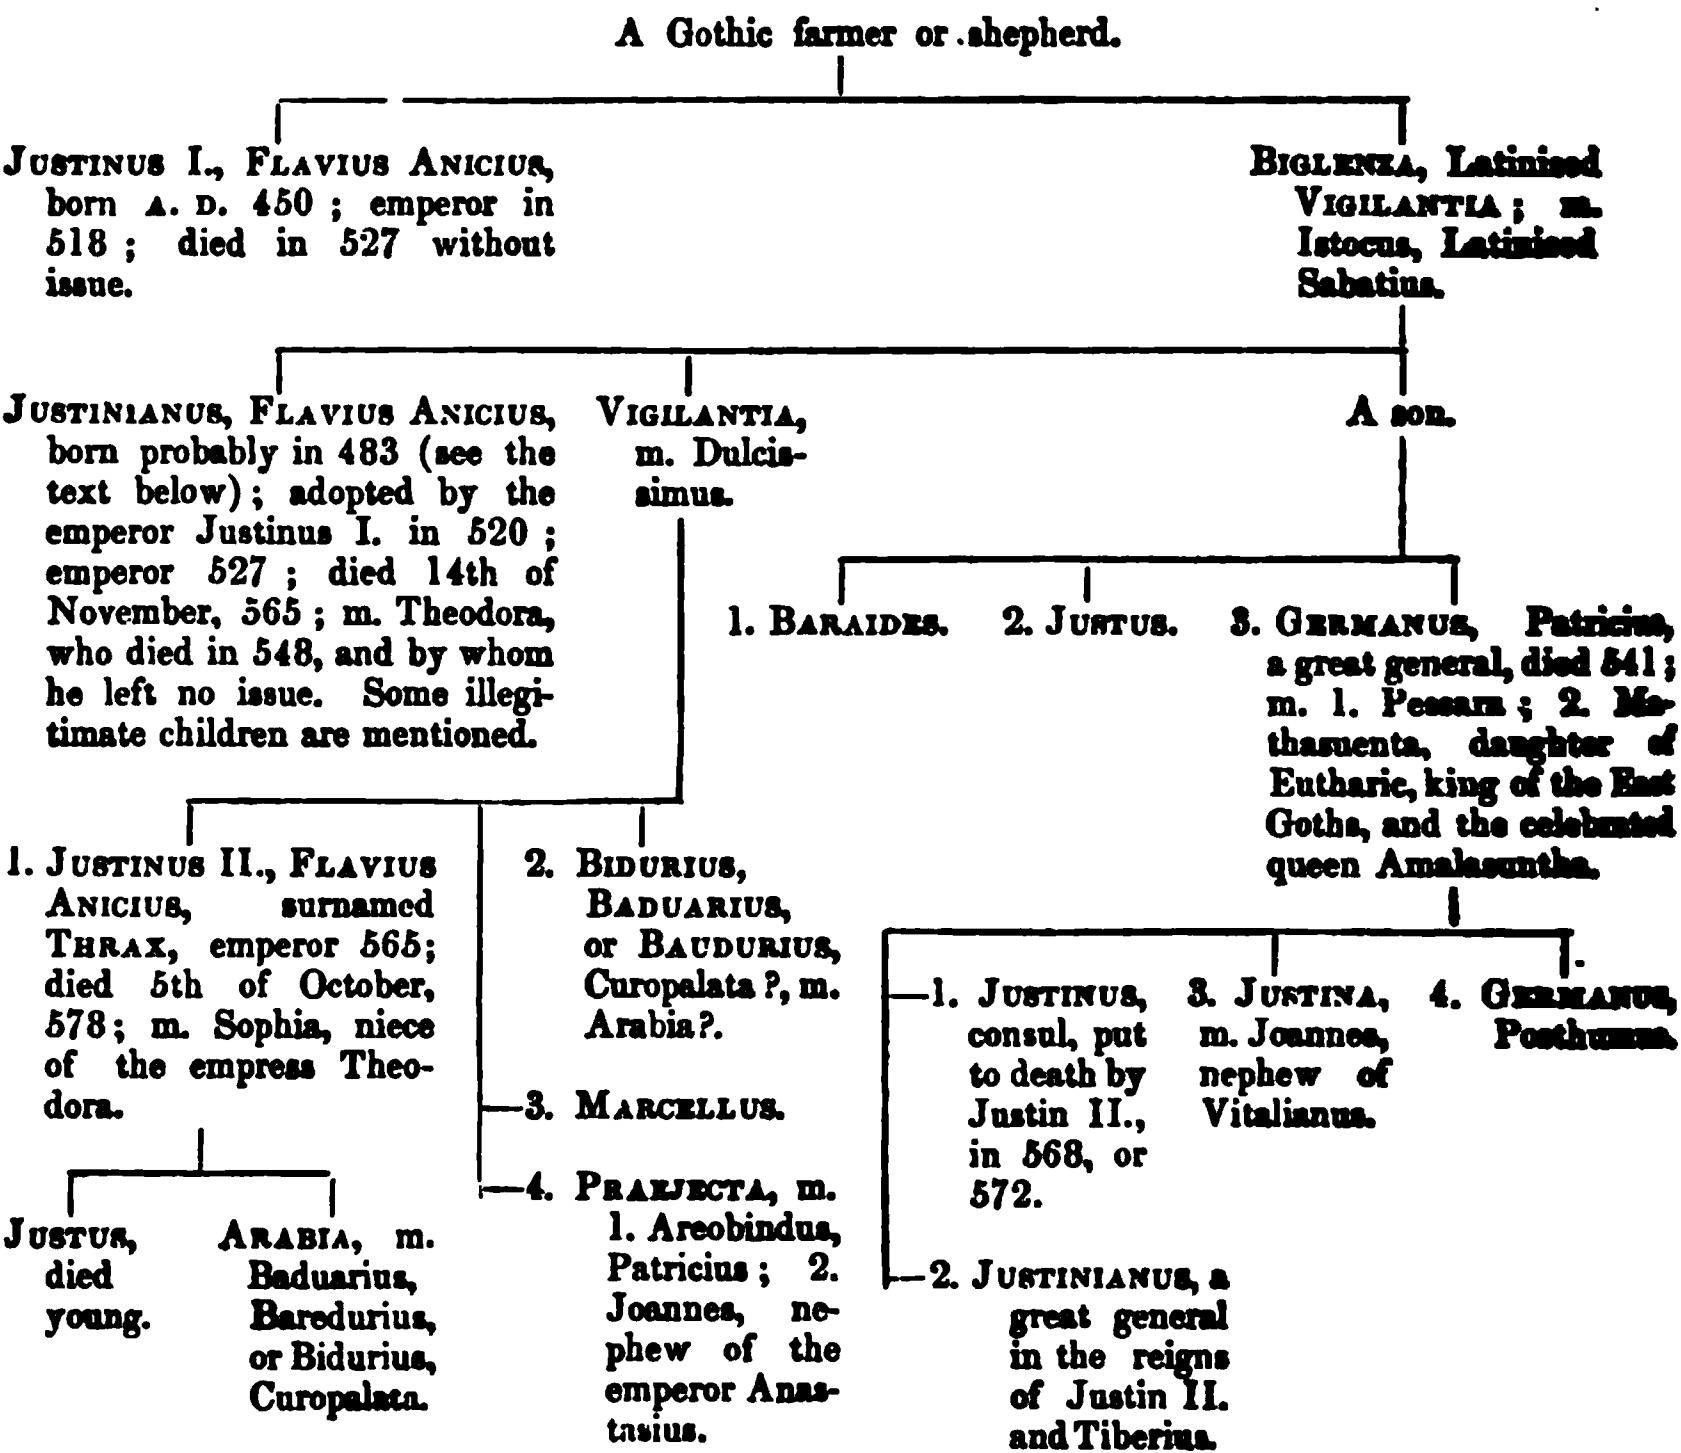 A Gothic farmer or shepherd.
JUSTINUS I., FLAVIUS ANICIUS,
born A. D. 450 ; emperor in
518 ; died in 527 without
issue.
BIGLENZA, Latinised
VIGILANTIA ; m.
Istocus, Latinised
Sabatius.
JUSTINIANUS, FLAVIUS ANICIUS,
born probably in 483 (see the
text below) ; adopted by the
emperor Justinus I. in 520 ;
emperor 527 ; died 14th of
November, 565 ; m. Theodora,
who died in 548, and by whom
he left no issue. Some illegi-
timate children are mentioned.
VIGILANTIA,
m. Dulcis-
simus.
A son.
1. BARAIDES.
2. JUSTUS.
3. GERMANUS, Patricius,
a great general, died 541 ;
m. 1. Pessara ; 2. Ma-
thasuenta, daughter of
Eutharic, king of the East
Goths, and the celebrated
queen Amalasuntha.
1. JUSTINUS II., FLAVIUS
ANICIUS, surnamed
THRAX, emperor 565;
died 5th of October,
578; m. Sophia, niece
of the empress Theo-
dora.
2. BIDURIUS,
BADUARIUS,
or BAUDURIUS,
Curopalata ?, m.
Arabia?.
3. MARCELLUS.
4. PRAEJECTA, m.
1. Areobindus,
Patricius ; 2.
Joannes, ne-
phew of the
emperor Anas-
tasius.
JUSTUS,
died
young.
ARABIA, m.
Baduarius,
Baredurius,
or Bidurius,
Curopalata.
1. JUSTINUS,
consul, put
to death by
Justin II.,
in 568, or
572.
2. JUSTINIANUS, a
great general
in the reigns
of Justin II.
and Tiberius.
3. JUSTINA,
m. Joannes,
nephew of
Vitalianus.
4. GERMANUS,
Posthumus.